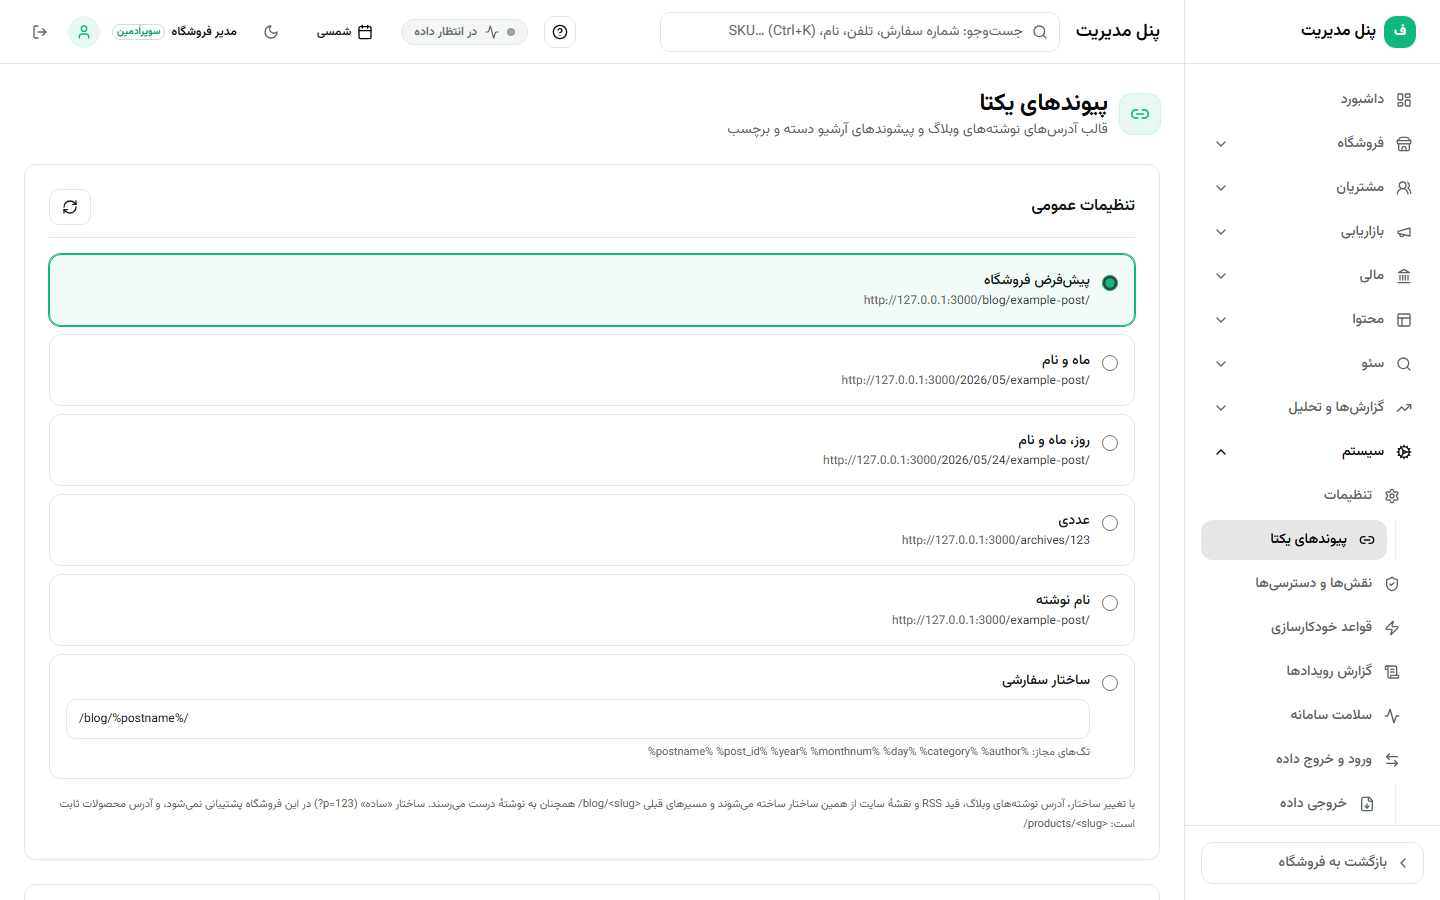 ف
پنل مدیریت
پنل مدیریت
جست‌وجو: شماره سفارش، تلفن، نام، SKU… (Ctrl+K)
در انتظار داده
شمسی
مدیر فروشگاه
سوپرادمین
داشبورد
فروشگاه
مشتریان
بازاریابی
مالی
محتوا
سئو
گزارش‌ها و تحلیل
سیستم
تنظیمات
پیوندهای یکتا
نقش‌ها و دسترسی‌ها
قواعد خودکارسازی
گزارش رویدادها
سلامت سامانه
ورود و خروج داده
خروجی داده
بازگشت به فروشگاه
پیوندهای یکتا
قالب آدرس‌های نوشته‌های وبلاگ و پیشوندهای آرشیو دسته و برچسب
تنظیمات عمومی
پیش‌فرض فروشگاه
http://127.0.0.1:3000/blog/example-post/
ماه و نام
http://127.0.0.1:3000/2026/05/example-post/
روز، ماه و نام
http://127.0.0.1:3000/2026/05/24/example-post/
عددی
http://127.0.0.1:3000/archives/123
نام نوشته
http://127.0.0.1:3000/example-post/
ساختار سفارشی
/blog/%postname%/
تگ‌های مجاز: %postname% %post_id% %year% %monthnum% %day% %category% %author%
با تغییر ساختار، آدرس نوشته‌های وبلاگ، فید RSS و نقشهٔ سایت از همین ساختار ساخته می‌شوند و مسیرهای قبلی /blog/<slug> همچنان به نوشتهٔ درست می‌رسند. ساختار «ساده» (?p=123) در این فروشگاه پشتیبانی نمی‌شود، و آدرس محصولات ثابت
است: /products/<slug>